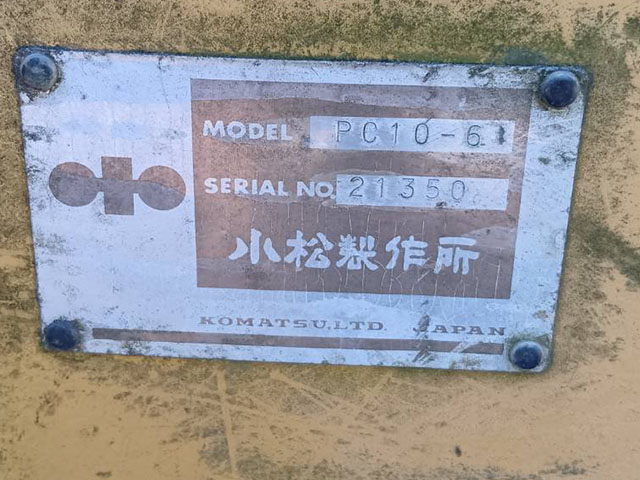 MODEL PC10-6
SERIAL NO. 21350
小松製作所
KOMATSU, LTD. JAPAN